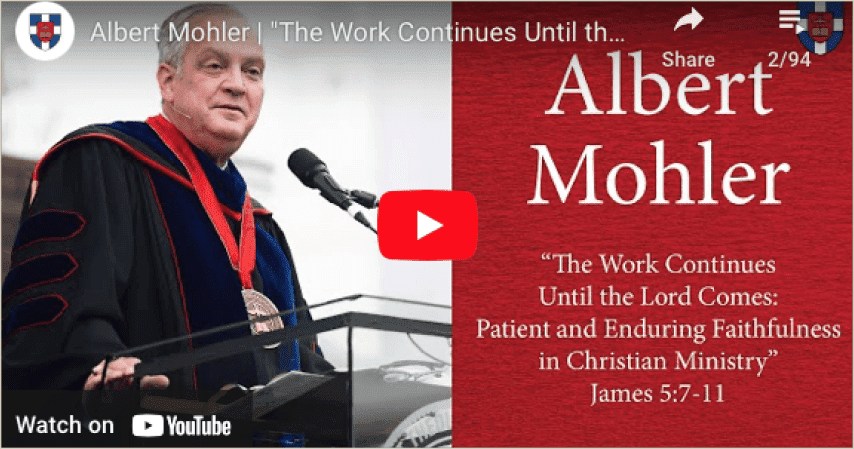 Albert Mohler | "The Work Continues Until th...
Share
2/94
Albert
Mohler
“The Work Continues
Until the Lord Comes:
Patient and Enduring Faithfulness
in Christian Ministry”
James 5:7-11
Watch on YouTube